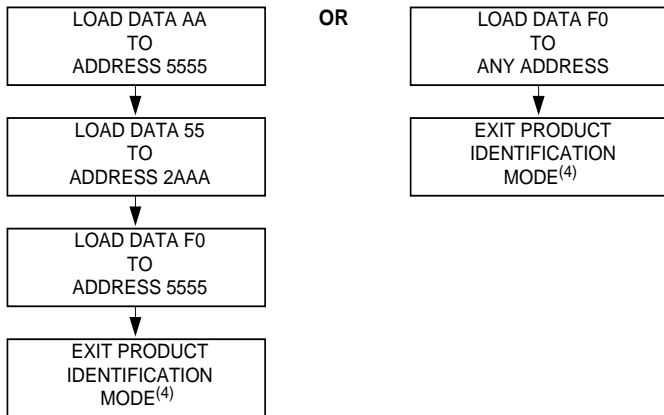 LOAD DATA AA
TO
ADDRESS 5555
LOAD DATA 55
TO
ADDRESS 2AAA
LOAD DATA F0
TO
ADDRESS 5555
EXIT PRODUCT
IDENTIFICATION
MODE(4)
OR
LOAD DATA F0
TO
ANY ADDRESS
EXIT PRODUCT
IDENTIFICATION
MODE(4)